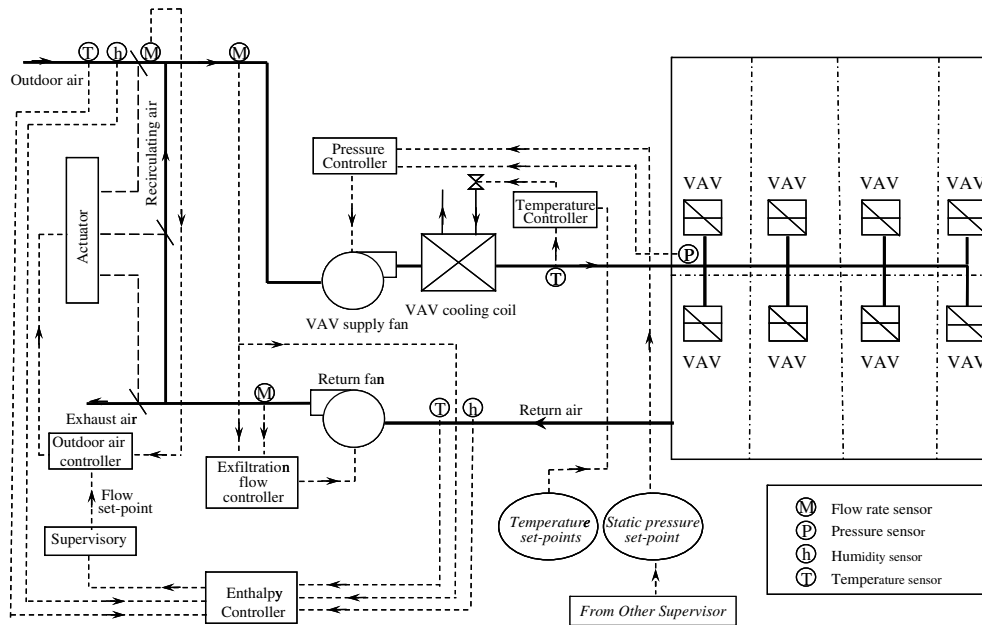 T
h
M
M
Outdoor air
Recirculating air
Actuator
Pressure
Controller
Temperature
Controller
VAV
VAV
VAV
VAV
P
T
VAV supply fan
VAV cooling coil
VAV
VAV
VAV
VAV
Return fan
M
T
h
Return air
Exhaust air
Outdoor air
controller
Exfiltration
flow
controller
Flow
set-point
Supervisory
Temperature
set-points
Static pressure
set-point
Enthalpy
Controller
From Other Supervisor
M Flow rate sensor
P Pressure sensor
h Humidity sensor
T Temperature sensor